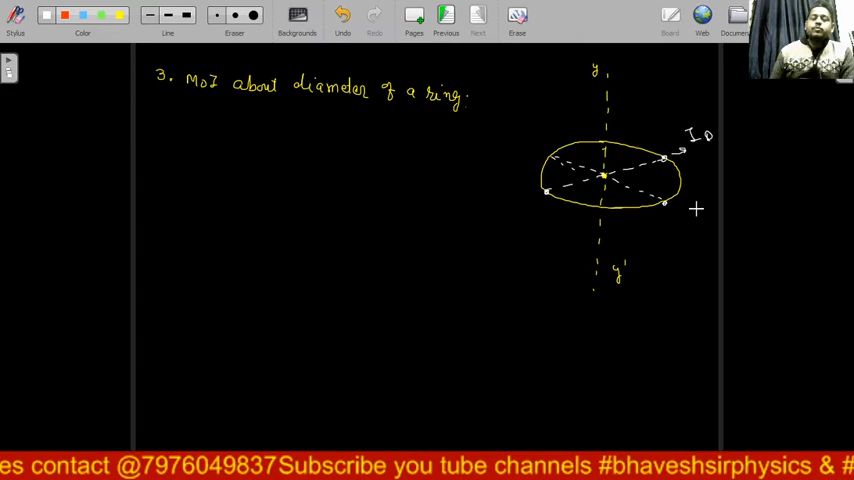 Stylus
Color
Line
Eraser
Backgrounds
Undo
Redo
Pages
Previous
Next
Erase
Board
Web
Documen
3. MOI about diameter of a ring.
y
I D
y'
es contact @7976049837Subscribe you tube channels #bhaveshsirphysics & #